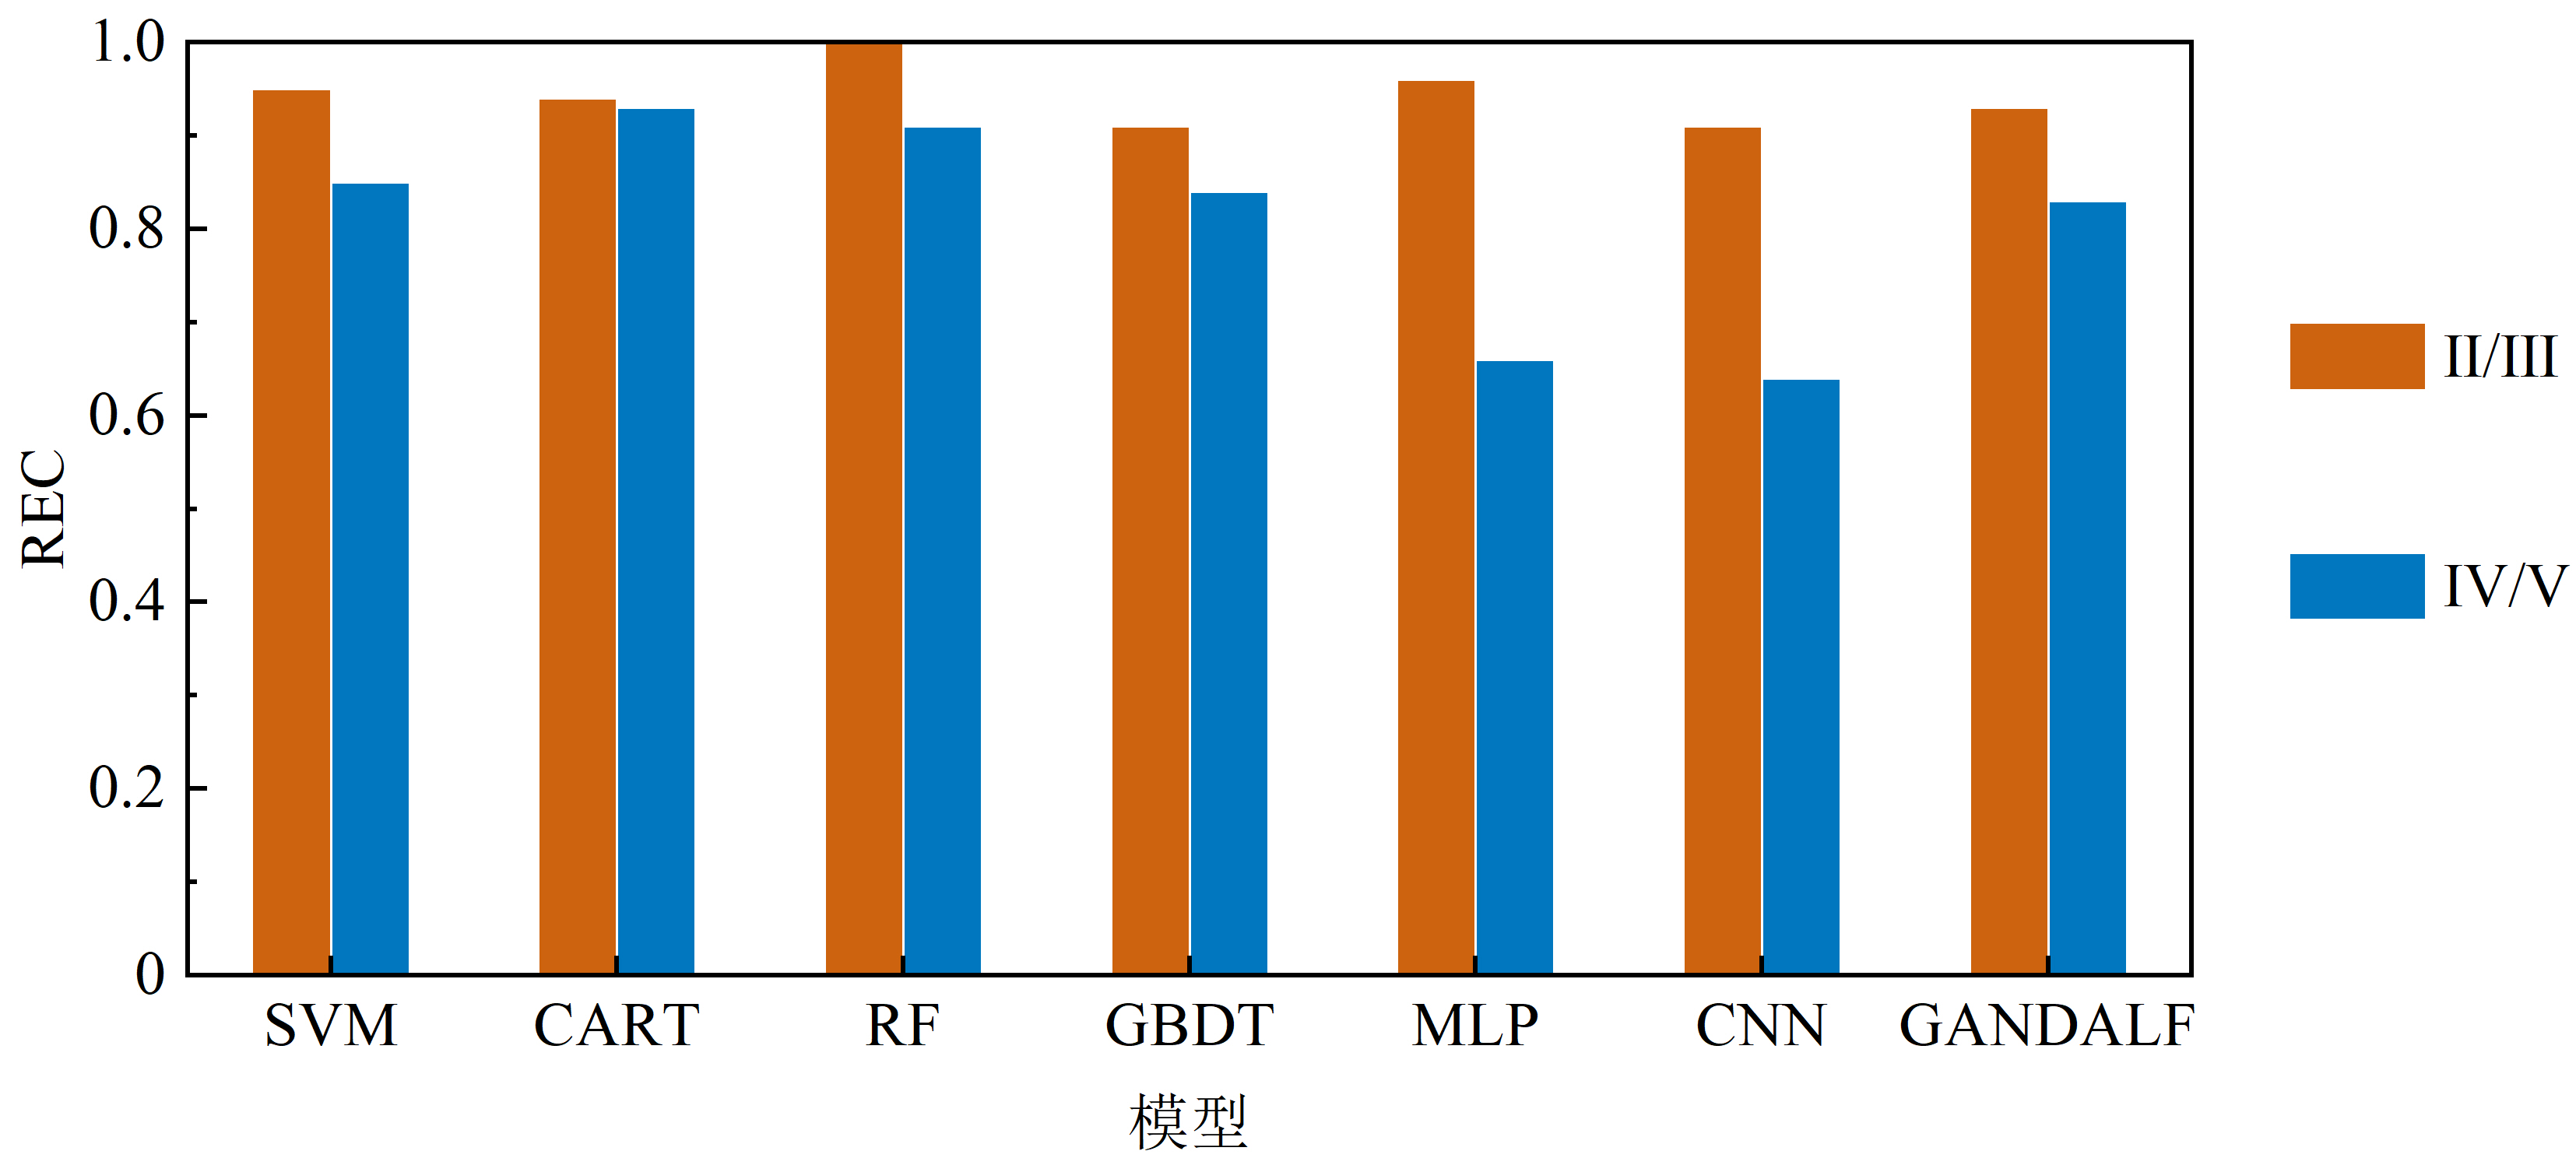 1.0
0.8
0.6
0.4
0.2
0
REC
SVM CART RF GBDT MLP CNN GANDALF
模型
II/III
IV/V